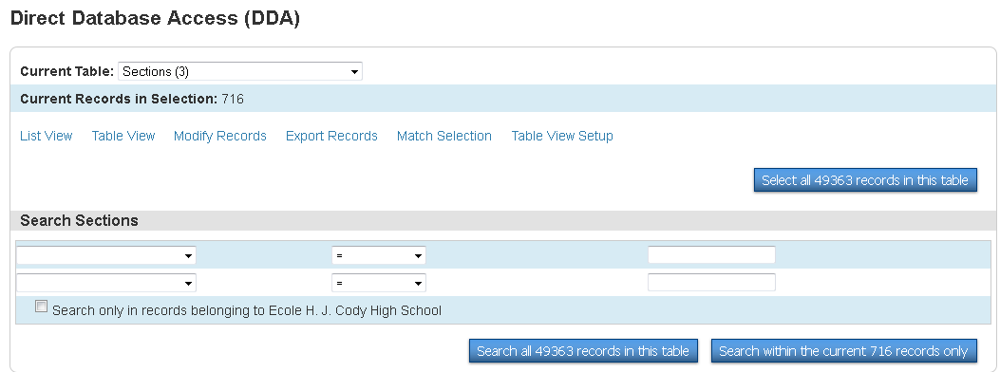 Direct Database Access (DDA)
Current Table: Sections (3)
Current Records in Selection: 716
List View Table View Modify Records Export Records Match Selection Table View Setup
Select all 49363 records in this table
Search Sections
=
=
Search only in records belonging to Ecole H. J. Cody High School
Search all 49363 records in this table Search within the current 716 records only